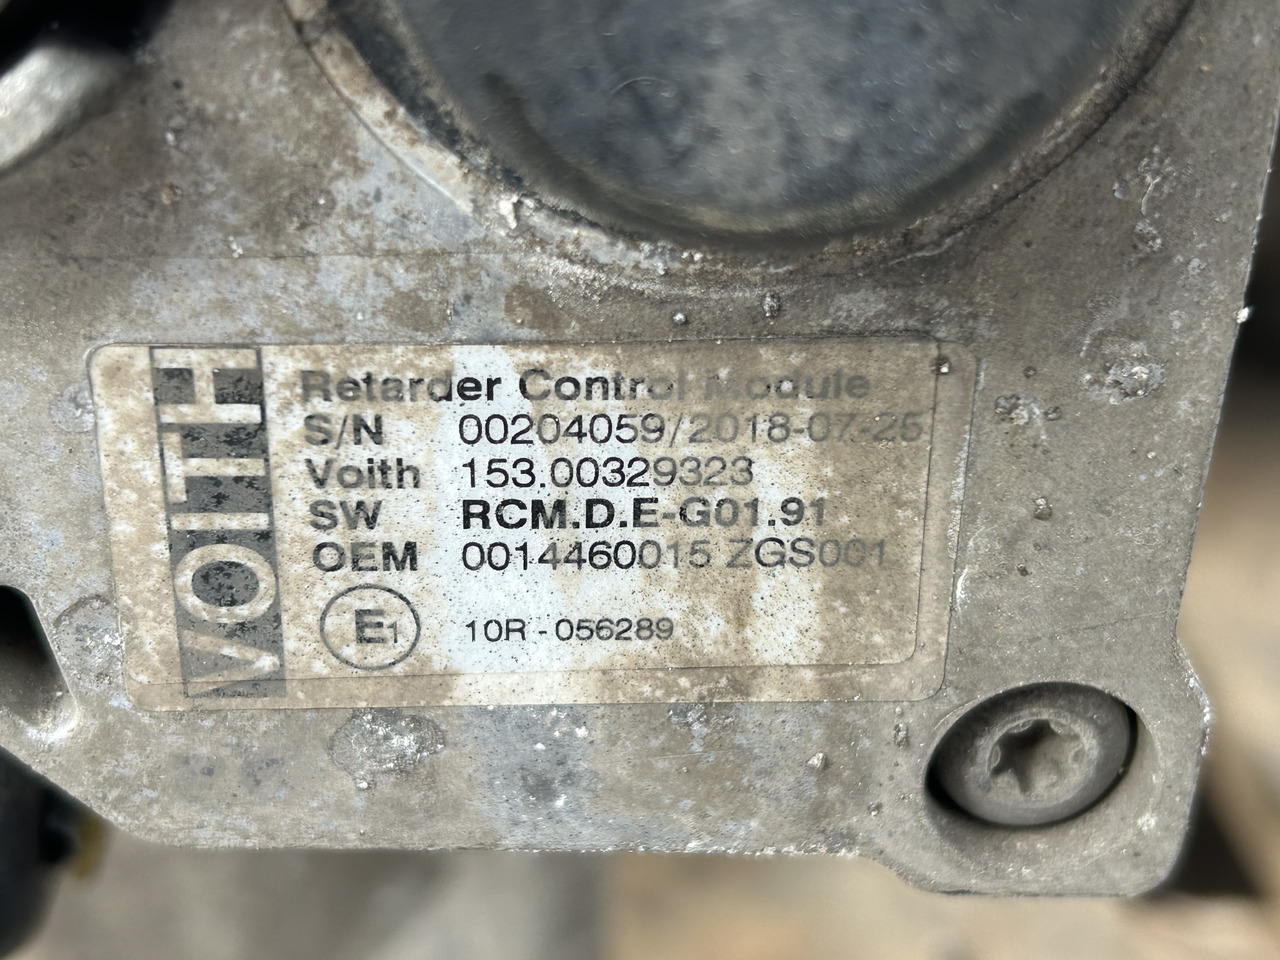 VOITH
Retarder Control Module
S/N 00204059/2018-07-26
Voith 153.00329323
SW RCM.D.E-G01.91
OEM 0014460015 ZGS001
E1 10R - 056289